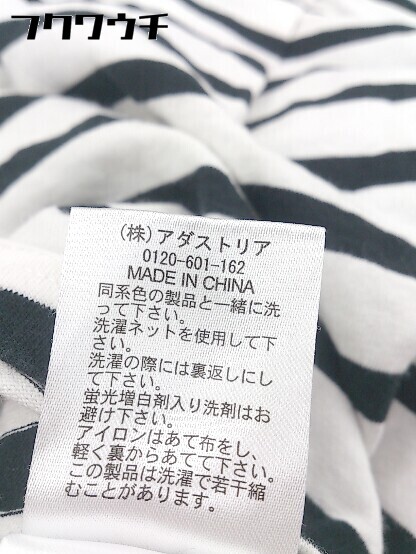 フクワウチ
(株)アダストリア
0120-601-162
MADE IN CHINA
同系色の製品と一緒に洗
って下さい。
洗濯ネットを使用して下
さい。
洗濯の際には裏返しにし
て下さい。
蛍光増白剤入り洗剤はお
避け下さい。
アイロンはあて布をし、
軽く裏からあてて下さい。
この製品は洗濯で若干縮
むことがあります。